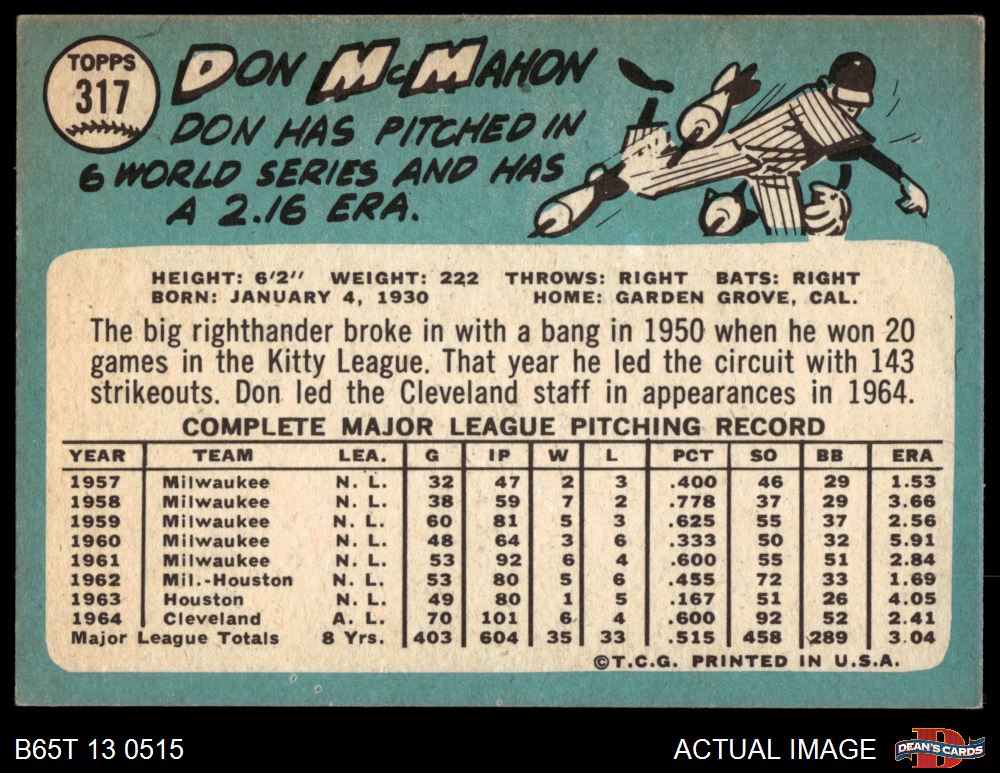 TOPPS
317
DON McMAHON
DON HAS PITCHED IN
6 WORLD SERIES AND HAS
A 2.16 ERA.
HEIGHT: 6'2" WEIGHT: 222 THROWS: RIGHT BATS: RIGHT
BORN: JANUARY 4, 1930 HOME: GARDEN GROVE, CAL.
The big righthander broke in with a bang in 1950 when he won 20
games in the Kitty League. That year he led the circuit with 143
strikeouts. Don led the Cleveland staff in appearances in 1964.
COMPLETE MAJOR LEAGUE PITCHING RECORD
YEAR TEAM LEA. G IP W L PCT SO BB ERA
1957 Milwaukee N. L. 32 47 2 3 .400 46 29 1.53
1958 Milwaukee N. L. 38 59 7 2 .778 37 29 3.66
1959 Milwaukee N. L. 60 81 5 3 .625 55 37 2.56
1960 Milwaukee N. L. 48 64 3 6 .333 50 32 5.91
1961 Milwaukee N. L. 53 92 6 4 .600 55 51 2.84
1962 Mil.-Houston N. L. 53 80 5 6 .455 72 33 1.69
1963 Houston N. L. 49 80 1 5 .167 51 26 4.05
1964 Cleveland A. L. 70 101 6 4 .600 92 52 2.41
Major League Totals 8 Yrs. 403 604 35 33 .515 458 289 3.04
©T.C.G. PRINTED IN U.S.A.
B65T 13 0515 ACTUAL IMAGE DEAN'S CARDS